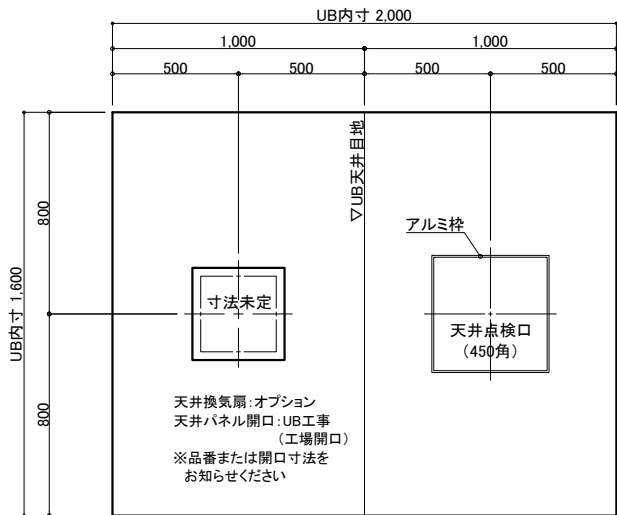 UB内寸 2,000
1,000
1,000
500
500
500
500
UB内寸 1,600
800
800
▽UB天井目地
アルミ枠
寸法未定
天井点検口
(450角)
天井換気扇:オプション
天井パネル開口:UB工事
(工場開口)
※品番または開口寸法を
お知らせください